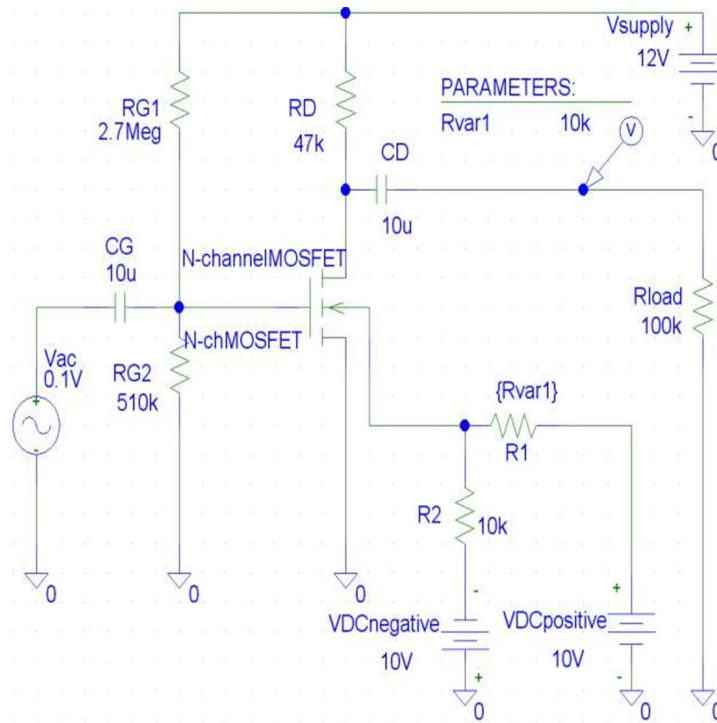 Vsupply
+
12V
-
0
RG1
2.7Meg
RD
47k
PARAMETERS:
Rvar1 10k
V
CD
10u
CG
10u
N-channelMOSFET
N-chMOSFET
Rload
100k
Vac
0.1V
+
-
RG2
510k
{Rvar1}
R1
R2
10k
0
0
0
-
VDCnegative
10V
+
0
+
VDCpositive
10V
-
0
0